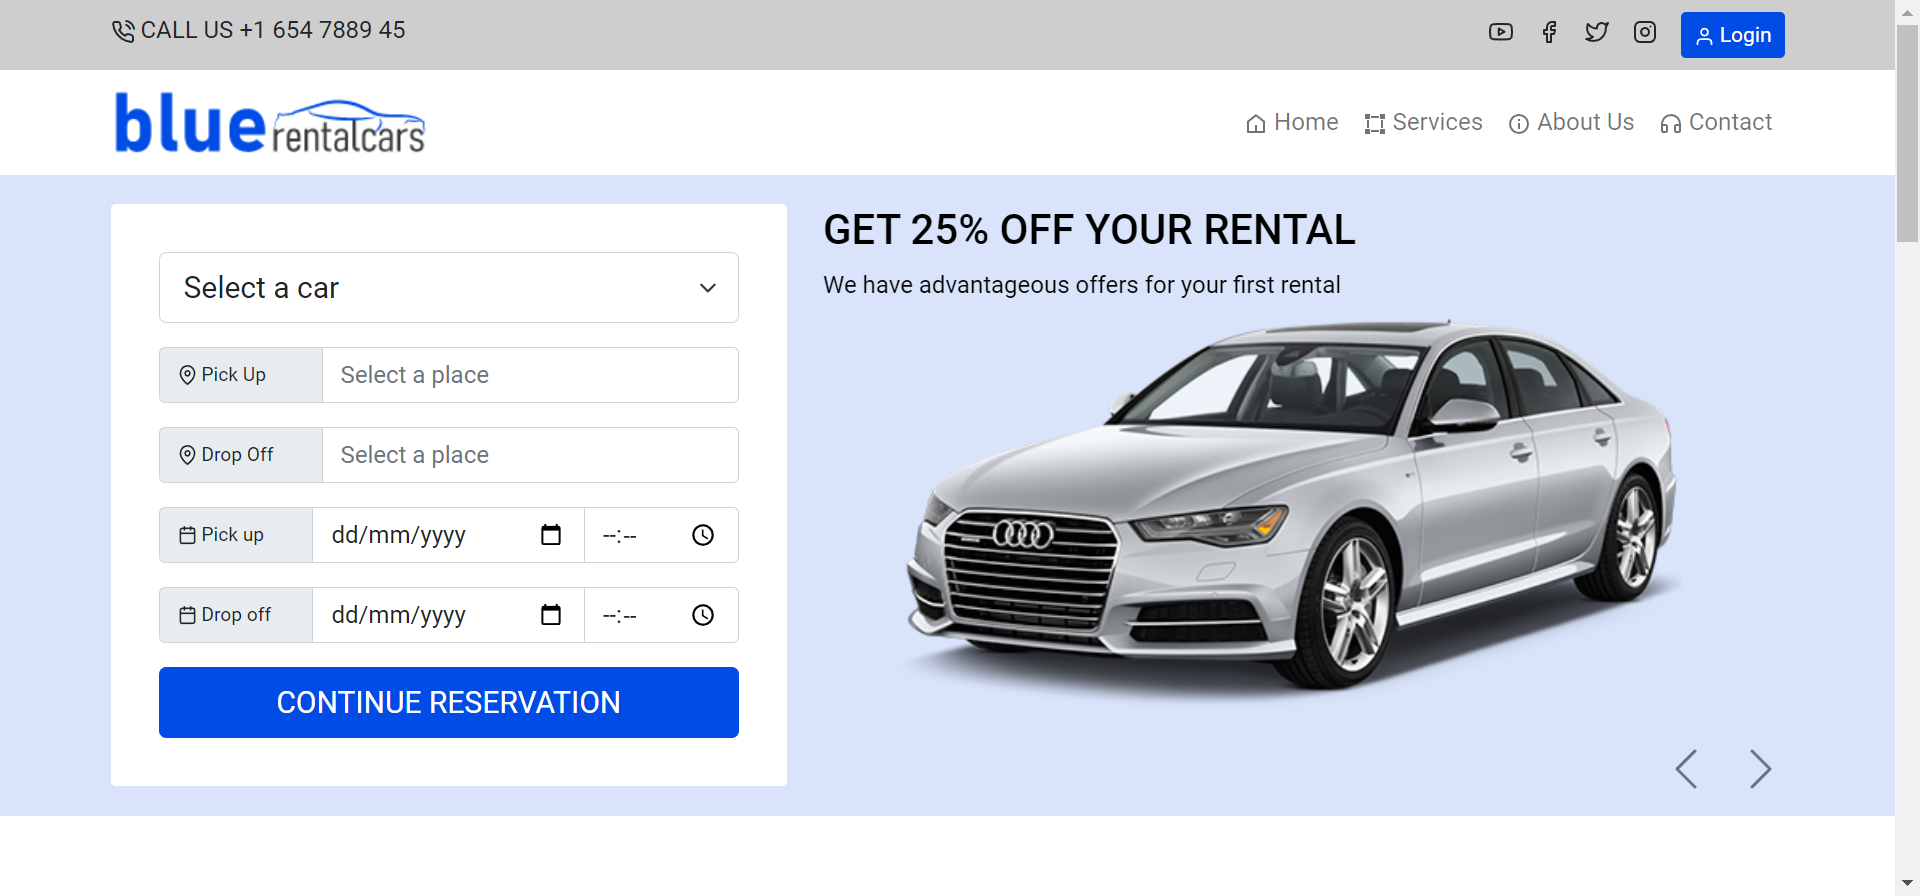 CALL US +1 654 7889 45
Login
blue rentalcars
Home
Services
About Us
Contact
Select a car
Pick Up
Select a place
Drop Off
Select a place
Pick up
dd/mm/yyyy
--:--
Drop off
dd/mm/yyyy
--:--
CONTINUE RESERVATION
GET 25% OFF YOUR RENTAL
We have advantageous offers for your first rental